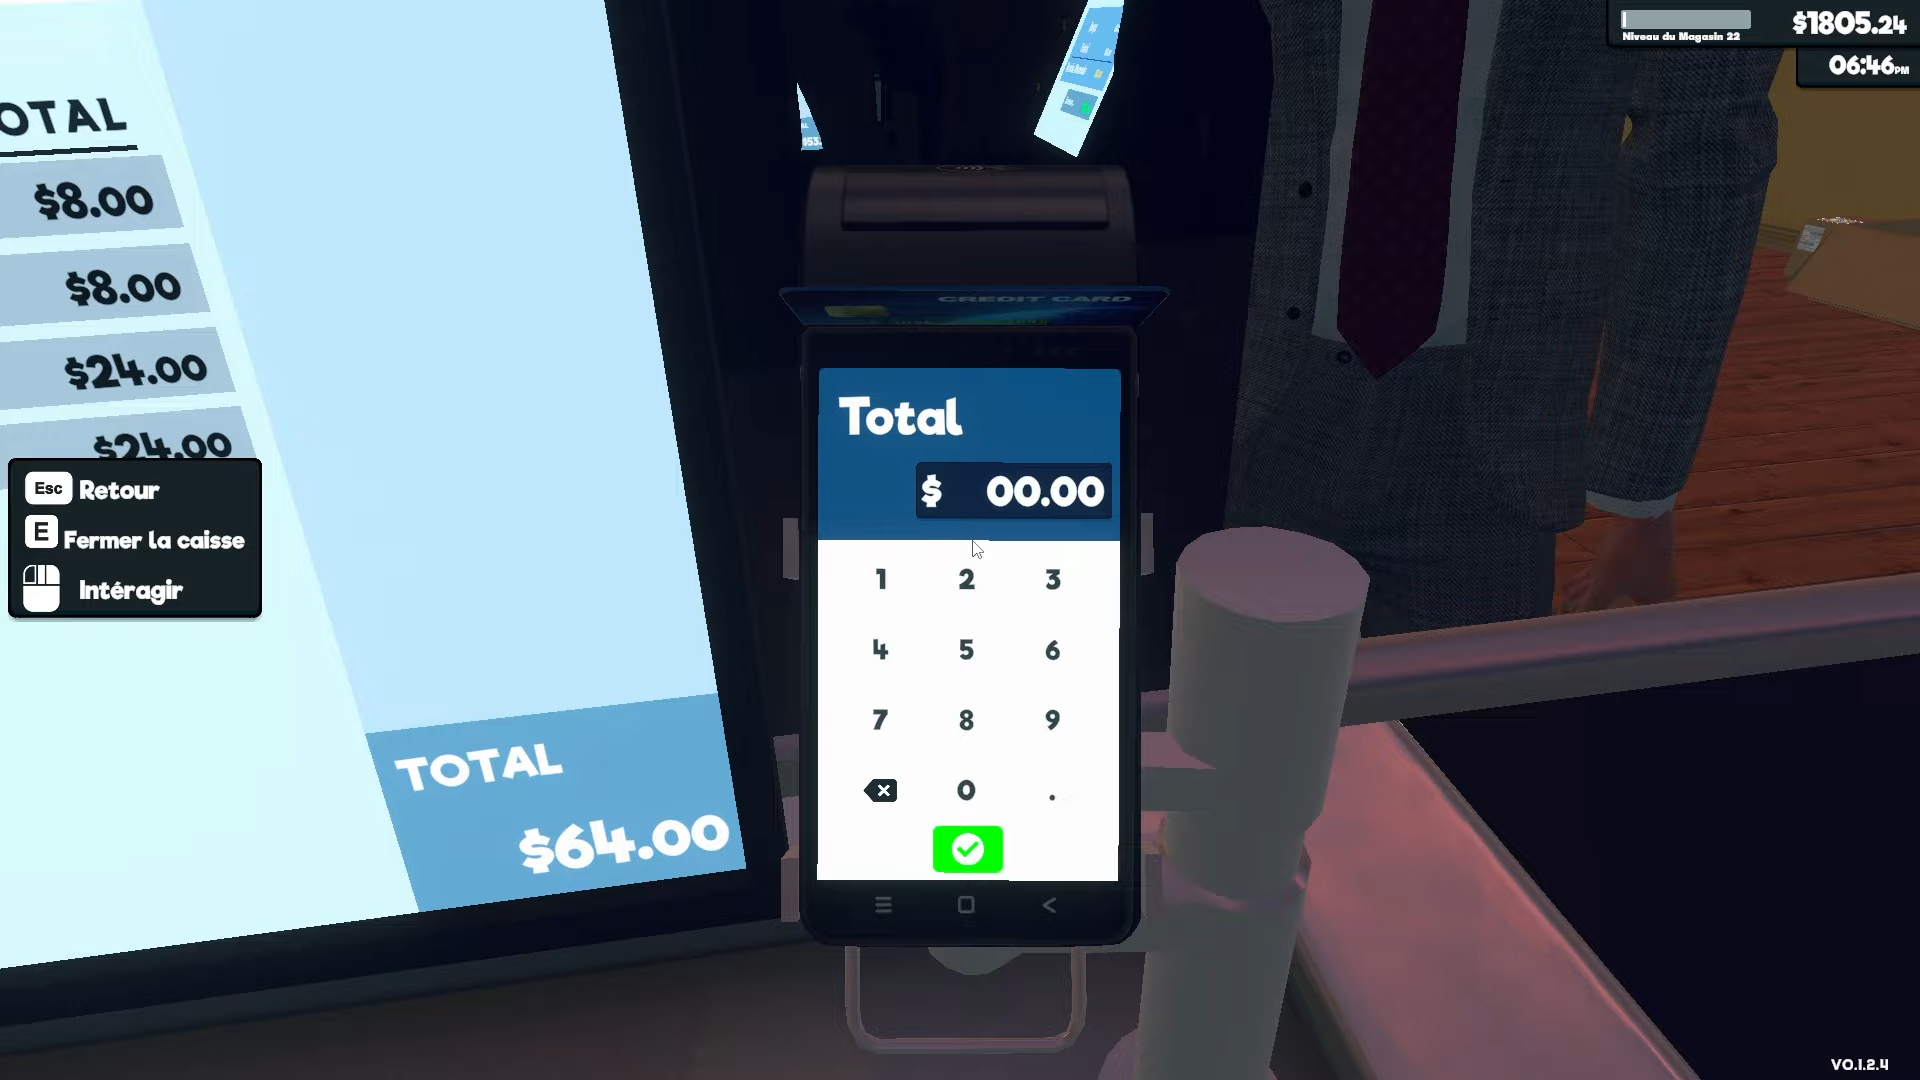 Niveau du Magasin 22
$1805.24
06:46PM
OTAL
$8.00
$8.00
$24.00
$24.00
TOTAL
$64.00
Esc Retour
E Fermer la caisse
Intéragir
CREDIT CARD
Total
$ 00.00
1 2 3
4 5 6
7 8 9
0 .
V0.1.2.4